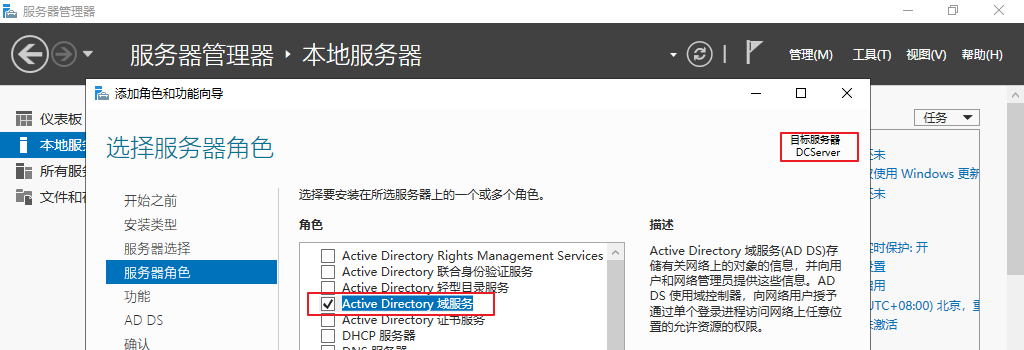 服务器管理器
服务器管理器 · 本地服务器
管理(M) 工具(T) 视图(V) 帮助(H)
添加角色和功能向导
仪表板
本地服务
所有服务
文件和存
任务
选择服务器角色
目标服务器
DCServer
开始之前
安装类型
服务器选择
服务器角色
功能
AD DS
确认
选择要安装在所选服务器上的一个或多个角色。
角色
Active Directory Rights Management Services
Active Directory 联合身份验证服务
Active Directory 轻型目录服务
Active Directory 域服务
Active Directory 证书服务
DHCP 服务器
DNS 服务器
描述
Active Directory 域服务(AD DS)存
储有关网络上的对象的信息，并向用
户和网络管理员提供这些信息。AD
DS 使用域控制器，向网络用户授予
通过单个登录进程访问网络上任意位
置的允许资源的权限。
还未
使用 Windows 更新
还未
实时保护: 开
设置
启用
(UTC+08:00) 北京，重
未激活